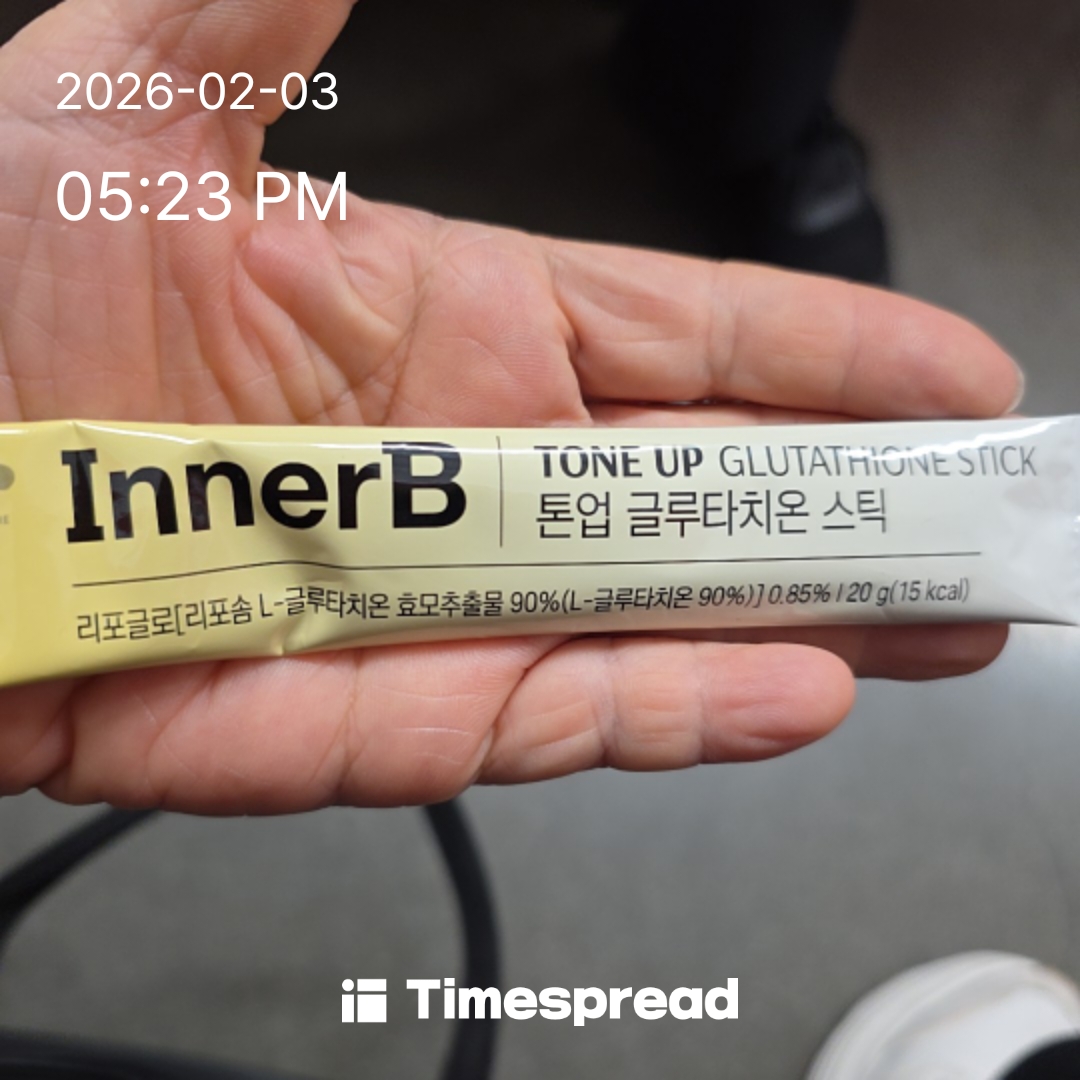 2026-02-03
05:23 PM
InnerB
TONE UP GLUTATHIONE STICK
톤업 글루타치온 스틱
리포글로[리포솜 L-글루타치온 효모추출물 90%(L-글루타치온 90%)] 0.85% I 20 g(15 kcal)
Timespread